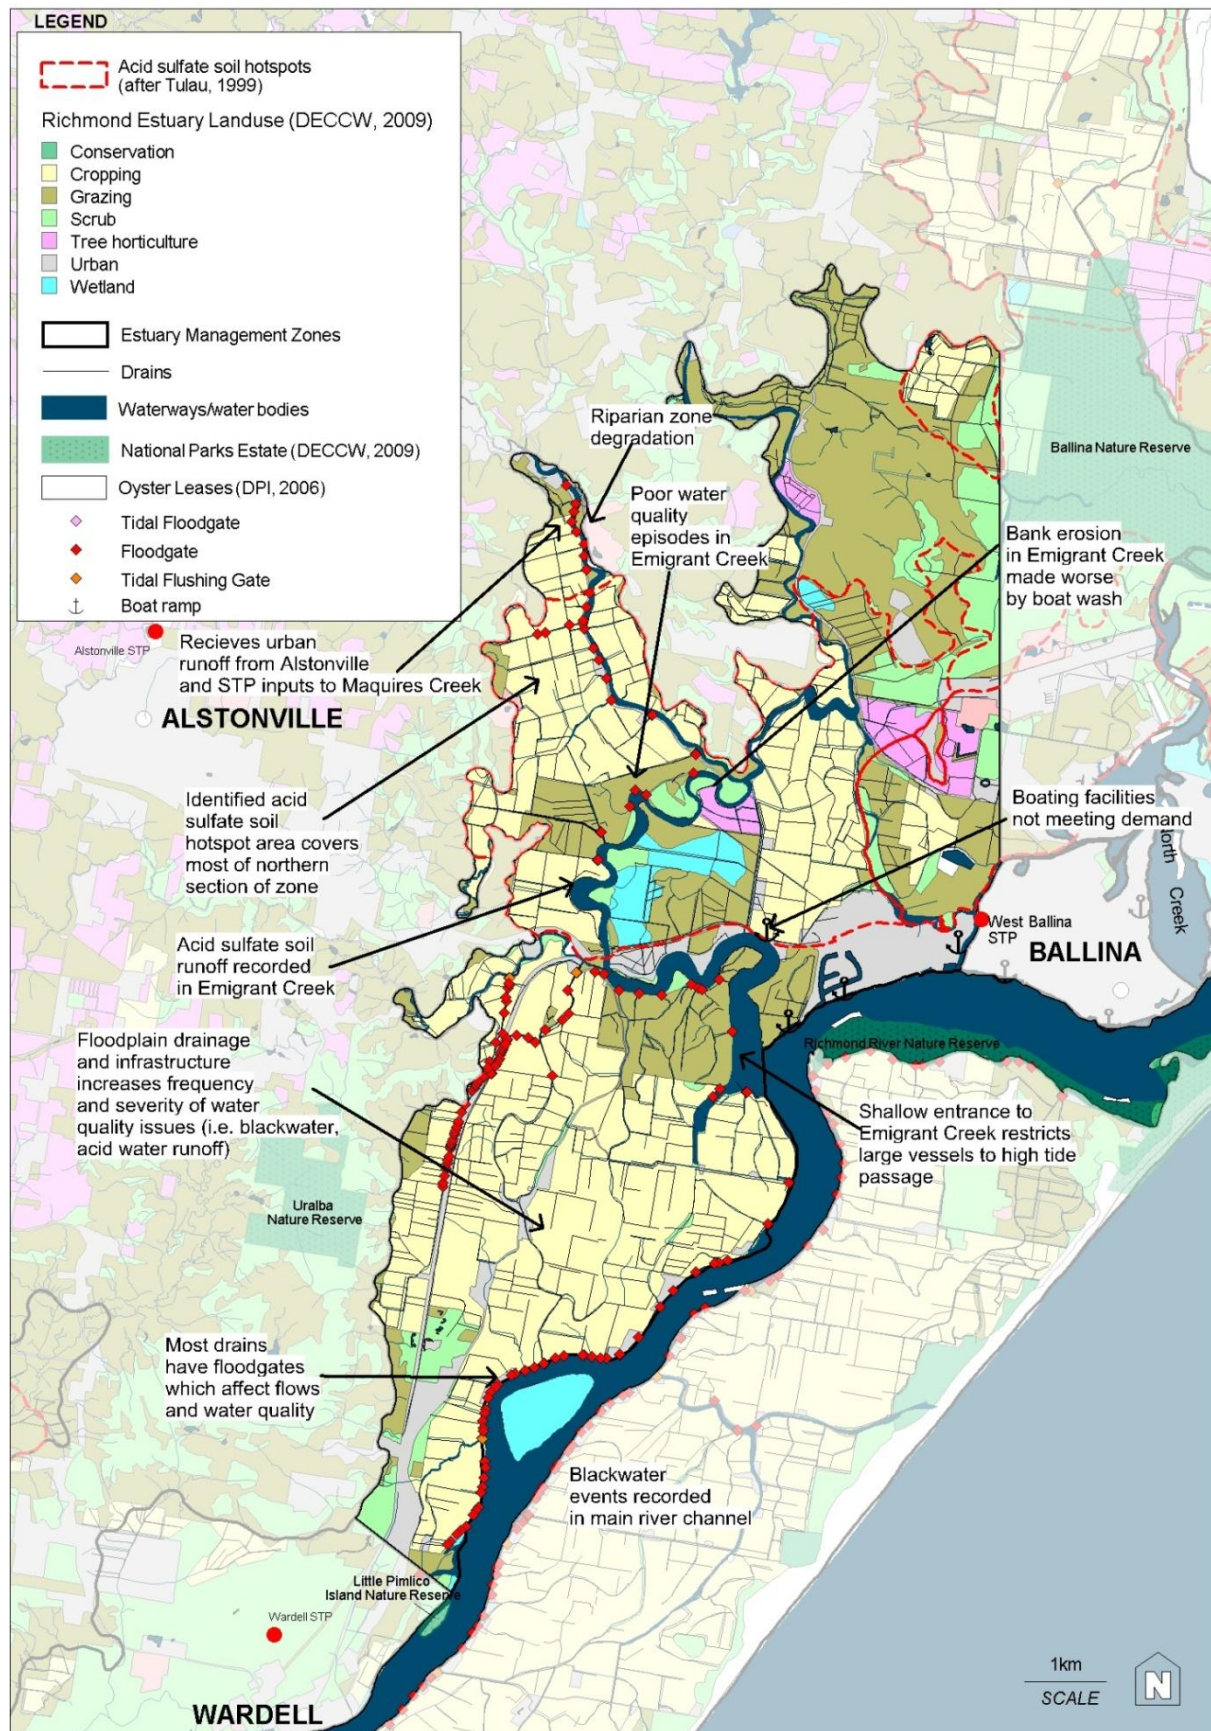 LEGEND
Acid sulfate soil hotspots
(after Tulau, 1999)
Richmond Estuary Landuse (DECCW, 2009)
Conservation
Cropping
Grazing
Scrub
Tree horticulture
Urban
Wetland
Estuary Management Zones
Drains
Waterways/water bodies
National Parks Estate (DECCW, 2009)
Oyster Leases (DPI, 2006)
Tidal Floodgate
Floodgate
Tidal Flushing Gate
Boat ramp
Riparian zone
degradation
Ballina Nature Reserve
Poor water
quality
episodes in
Emigrant Creek
Bank erosion
in Emigrant Creek
made worse
by boat wash
Alstonville STP
Recieves urban
runoff from Alstonville
and STP inputs to Maquires Creek
ALSTONVILLE
Identified acid
sulfate soil
hotspot area covers
most of northern
section of zone
Boating facilities
not meeting demand
North
Creek
Acid sulfate soil
runoff recorded
in Emigrant Creek
West Ballina
STP
BALLINA
Floodplain drainage
and infrastructure
increases frequency
and severity of water
quality issues (i.e. blackwater,
acid water runoff)
Richmond River Nature Reserve
Shallow entrance to
Emigrant Creek restricts
large vessels to high tide
passage
Uralba
Nature Reserve
Most drains
have floodgates
which affect flows
and water quality
Blackwater
events recorded
in main river channel
Little Pimlico
Island Nature Reserve
Wardell STP
WARDELL
1km
SCALE
N